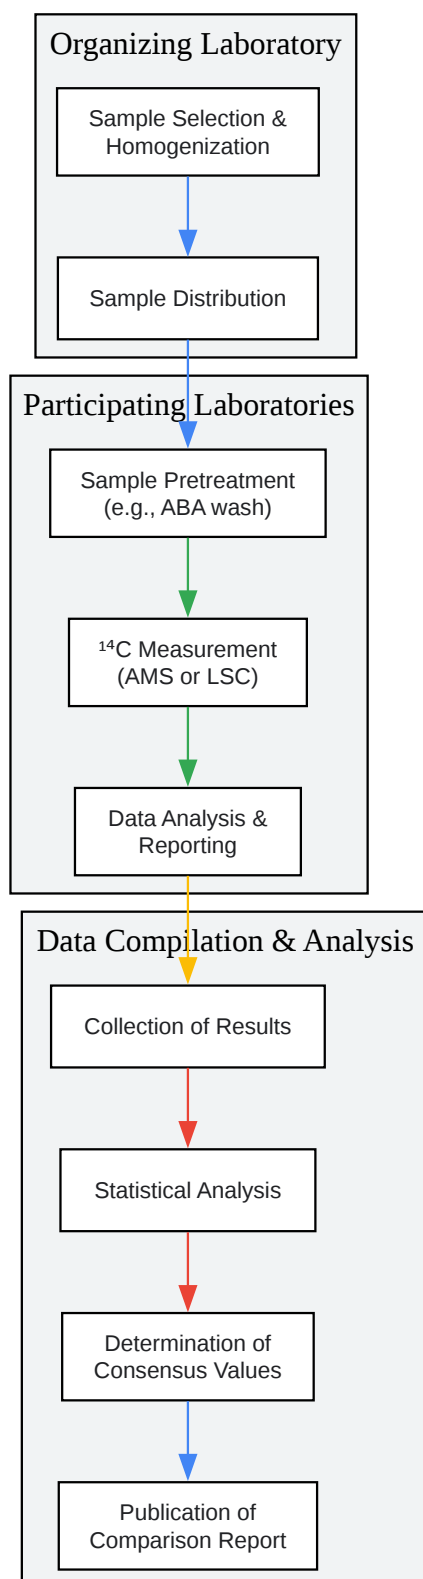 Organizing Laboratory
Sample Selection &
Homogenization
Sample Distribution
Participating Laboratories
Sample Pretreatment
(e.g., ABA wash)
¹⁴C Measurement
(AMS or LSC)
Data Analysis &
Reporting
Data Compilation & Analysis
Collection of Results
Statistical Analysis
Determination of
Consensus Values
Publication of
Comparison Report